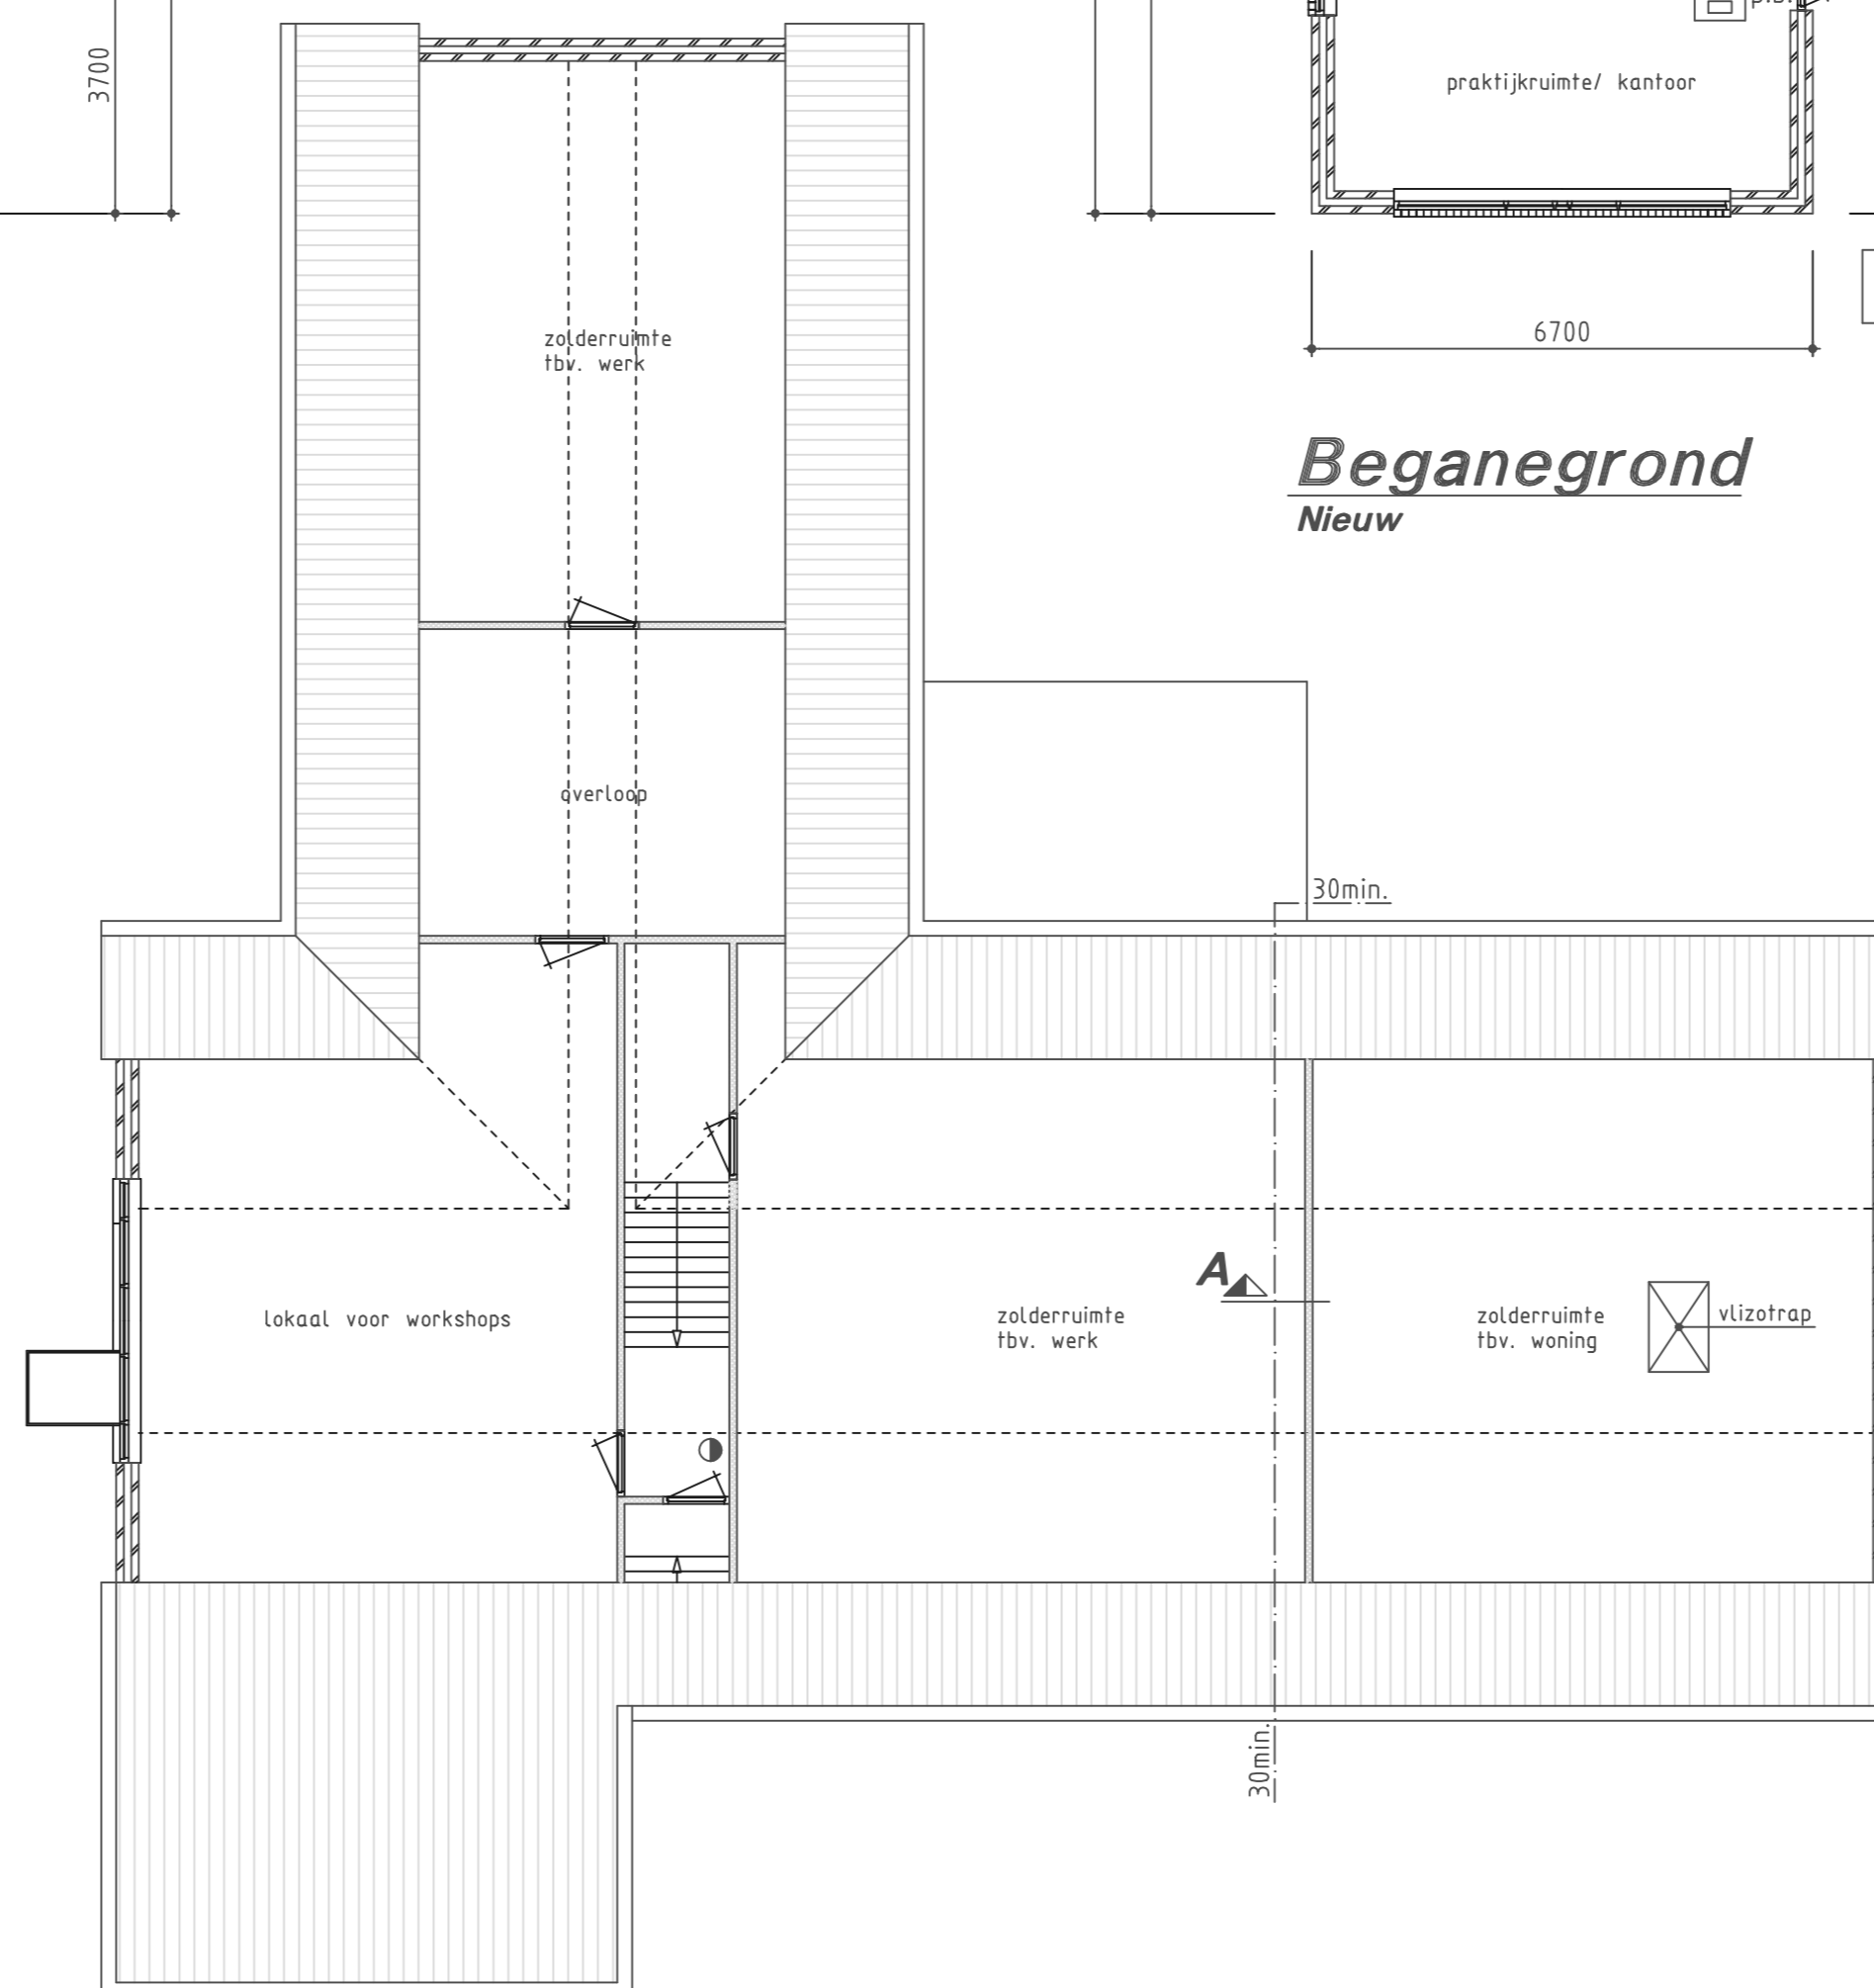 3700
praktijkruimte/ kantoor
6700
Beganegrond
Nieuw
zolderruimte
tbv. werk
overloop
30min.
lokaal voor workshops
A
zolderruimte
tbv. werk
zolderruimte
tbv. woning
vlizotrap
30min.